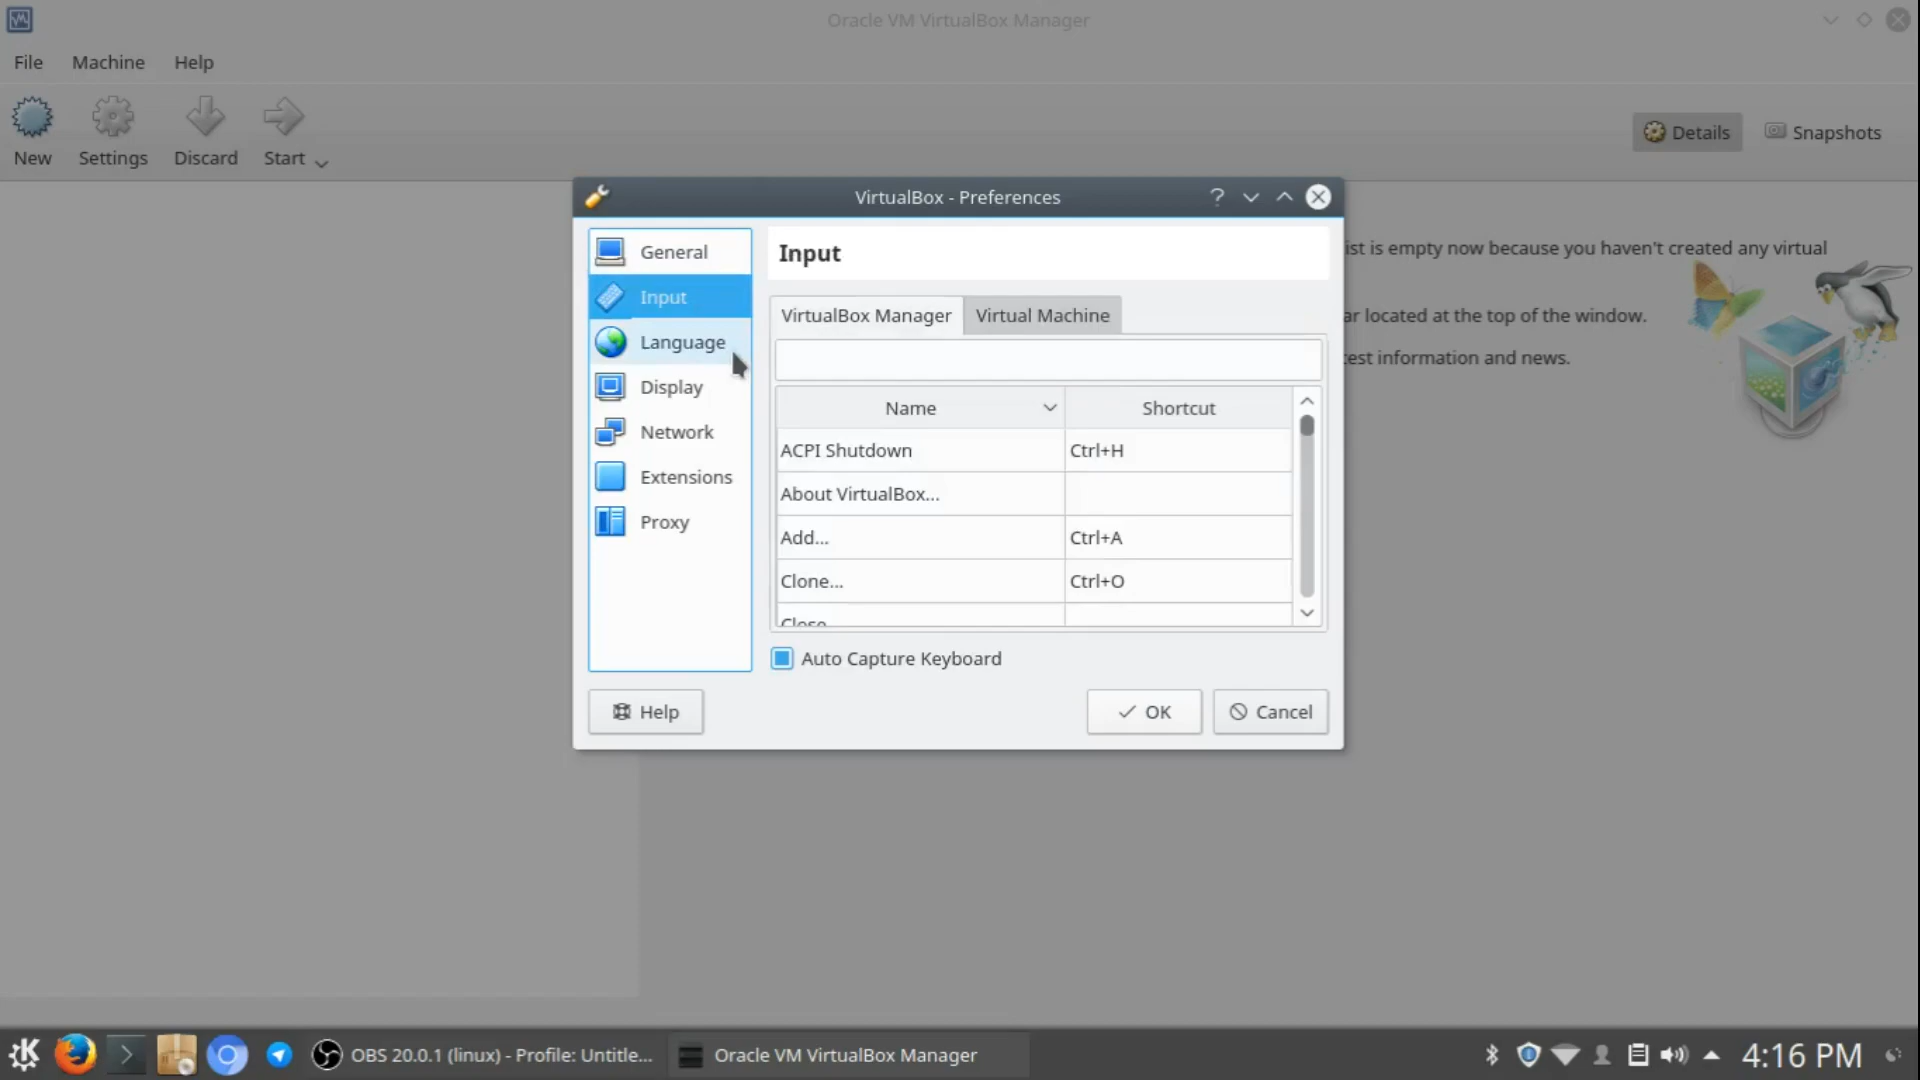 Oracle VM VirtualBox Manager
File Machine Help
New Settings Discard Start
Details Snapshots
VirtualBox - Preferences
General
Input
Language
Display
Network
Extensions
Proxy
Input
VirtualBox Manager Virtual Machine
Name Shortcut
ACPI Shutdown Ctrl+H
About VirtualBox...
Add... Ctrl+A
Clone... Ctrl+O
Close
Auto Capture Keyboard
Help OK Cancel
ist is empty now because you haven't created any virtual
ar located at the top of the window.
test information and news.
OBS 20.0.1 (linux) - Profile: Untitle...
Oracle VM VirtualBox Manager
4:16 PM